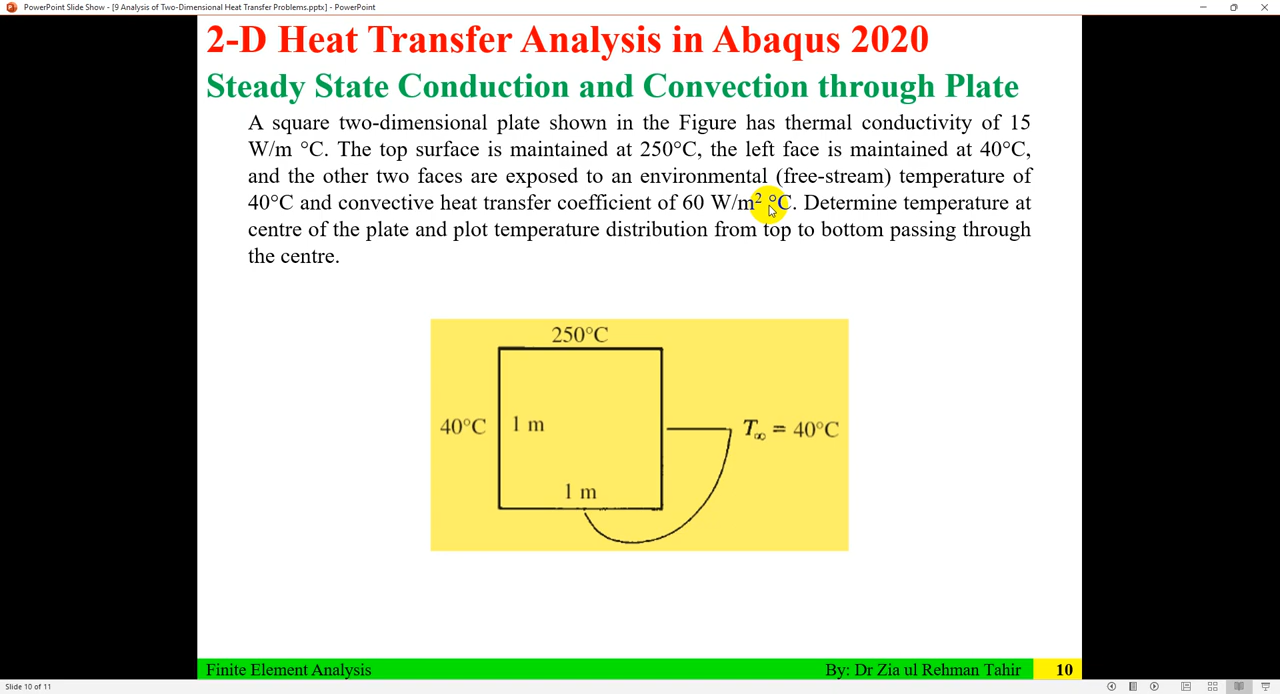 PowerPoint Slide Show - [9 Analysis of Two-Dimensional Heat Transfer Problems.pptx] - PowerPoint
2-D Heat Transfer Analysis in Abaqus 2020
Steady State Conduction and Convection through Plate
A square two-dimensional plate shown in the Figure has thermal conductivity of 15
W/m °C. The top surface is maintained at 250°C, the left face is maintained at 40°C,
and the other two faces are exposed to an environmental (free-stream) temperature of
40°C and convective heat transfer coefficient of 60 W/m² °C. Determine temperature at
centre of the plate and plot temperature distribution from top to bottom passing through
the centre.
250°C
40°C
1 m
T∞ = 40°C
1 m
Finite Element Analysis
By: Dr Zia ul Rehman Tahir
10
Slide 10 of 11